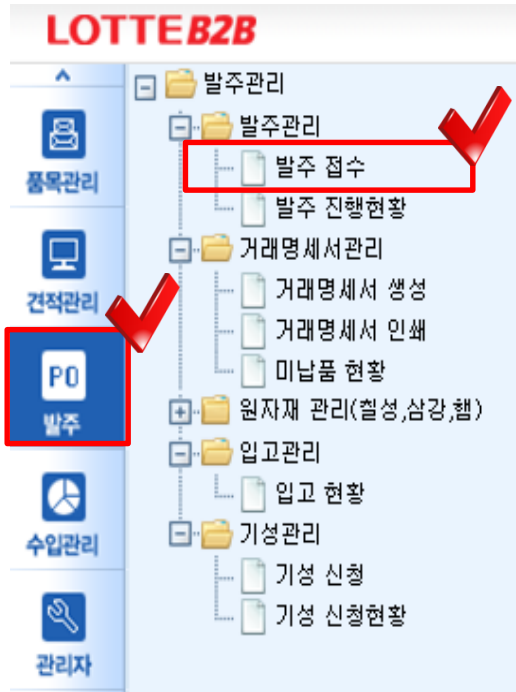 LOTTEB2B
품목관리
견적관리
PO
발주
수입관리
관리자
발주관리
발주관리
발주 접수
발주 진행현황
거래명세서관리
거래명세서 생성
거래명세서 인쇄
미납품 현황
원자재 관리(칠성,삼강,햄)
입고관리
입고 현황
기성관리
기성 신청
기성 신청현황